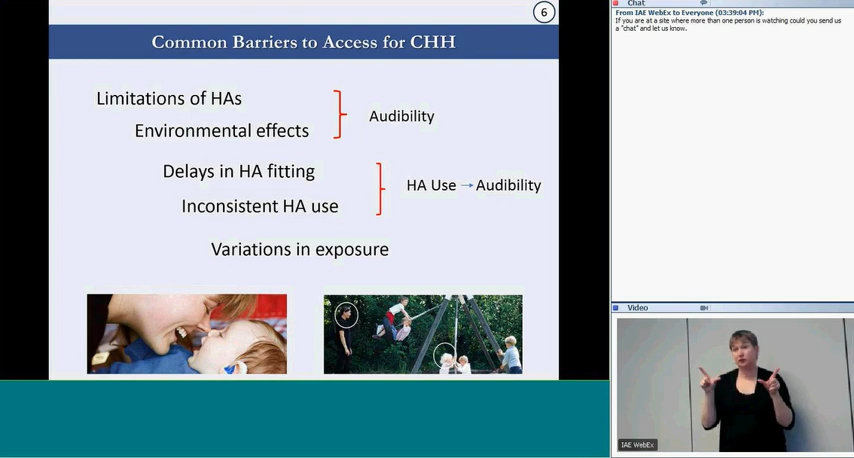 6
Common Barriers to Access for CHH
Limitations of HAs
Environmental effects
Audibility
Delays in HA fitting
Inconsistent HA use
HA Use → Audibility
Variations in exposure
Chat
From IAE WebEx to Everyone (03:39:04 PM):
If you are at a site where more than one person is watching could you send us
a "chat" and let us know.
Video
IAE WebEx